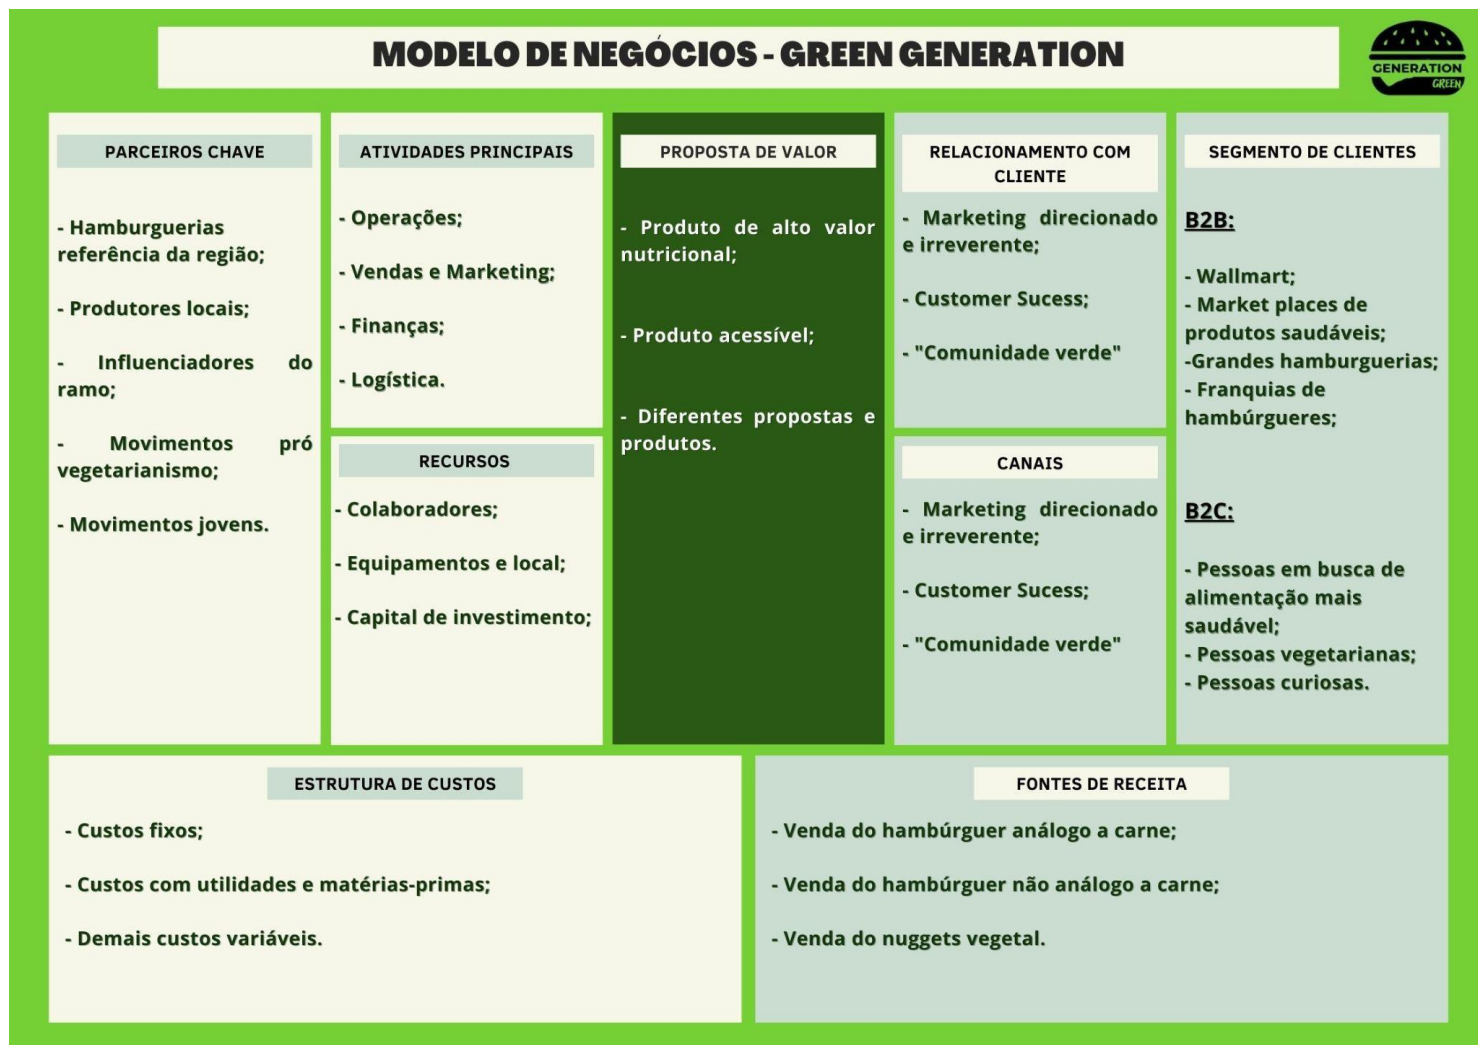 MODELO DE NEGÓCIOS - GREEN GENERATION
GENERATION
GREEN
PARCEIROS CHAVE
- Hamburguerias
referência da região;
- Produtores locais;
- Influenciadores do
ramo;
- Movimentos pró
vegetarianismo;
- Movimentos jovens.
ATIVIDADES PRINCIPAIS
- Operações;
- Vendas e Marketing;
- Finanças;
- Logística.
RECURSOS
- Colaboradores;
- Equipamentos e local;
- Capital de investimento;
PROPOSTA DE VALOR
- Produto de alto valor
nutricional;
- Produto acessível;
- Diferentes propostas e
produtos.
RELACIONAMENTO COM
CLIENTE
- Marketing direcionado
e irreverente;
- Customer Sucess;
- "Comunidade verde"
CANAIS
- Marketing direcionado
e irreverente;
- Customer Sucess;
- "Comunidade verde"
SEGMENTO DE CLIENTES
B2B:
- Wallmart;
- Market places de
produtos saudáveis;
-Grandes hamburguerias;
- Franquias de
hambúrgueres;
B2C:
- Pessoas em busca de
alimentação mais
saudável;
- Pessoas vegetarianas;
- Pessoas curiosas.
ESTRUTURA DE CUSTOS
- Custos fixos;
- Custos com utilidades e matérias-primas;
- Demais custos variáveis.
FONTES DE RECEITA
- Venda do hambúrguer análogo a carne;
- Venda do hambúrguer não análogo a carne;
- Venda do nuggets vegetal.